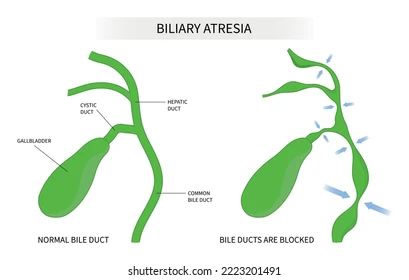 BILIARY ATRESIA
CYSTIC
DUCT
HEPATIC
DUCT
GALLBLADDER
COMMON
BILE DUCT
NORMAL BILE DUCT
BILE DUCTS ARE BLOCKED
shutterstock.com · 2223201491